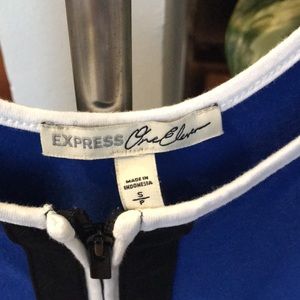 EXPRESS One Eleven
MADE IN
INDONESIA
S
P